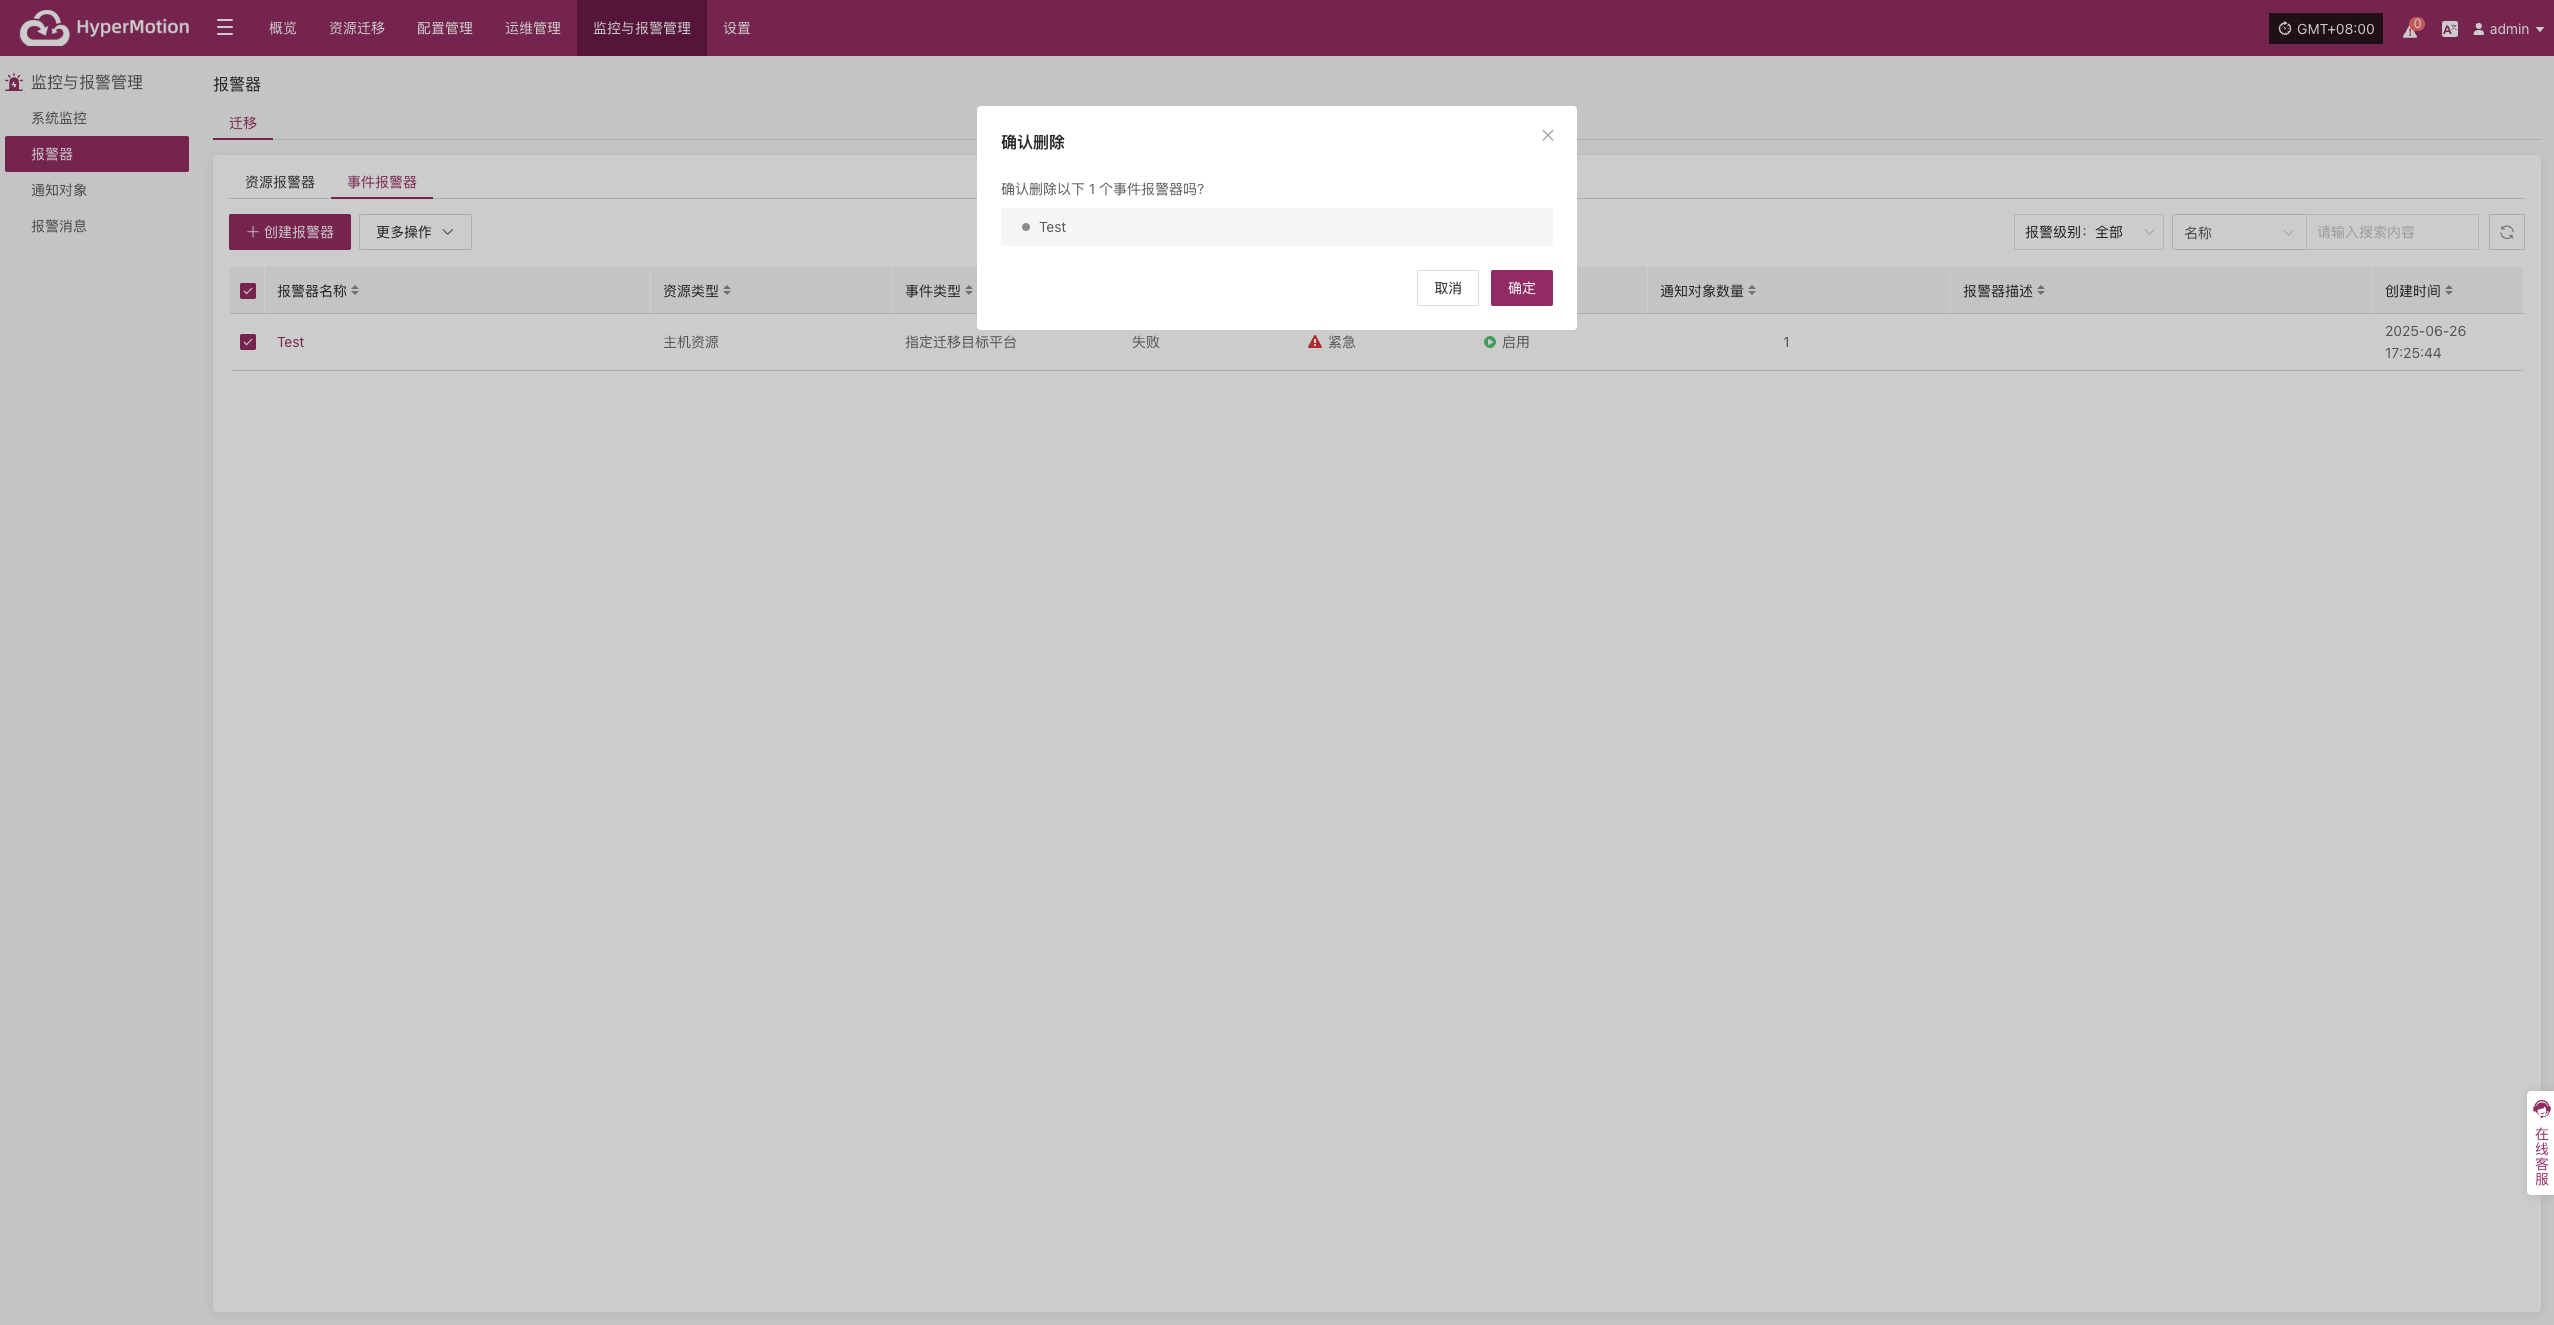 HyperMotion
概览
资源迁移
配置管理
运维管理
监控与报警管理
设置
GMT+08:00
0
admin
监控与报警管理
系统监控
报警器
通知对象
报警消息
报警器
迁移
资源报警器
事件报警器
创建报警器
更多操作
报警级别：全部
名称
请输入搜索内容
报警器名称
资源类型
事件类型
通知对象数量
报警器描述
创建时间
Test
主机资源
指定迁移目标平台
失败
紧急
启用
1
2025-06-26
17:25:44
确认删除
确认删除以下 1 个事件报警器吗?
Test
取消
确定
在线客服